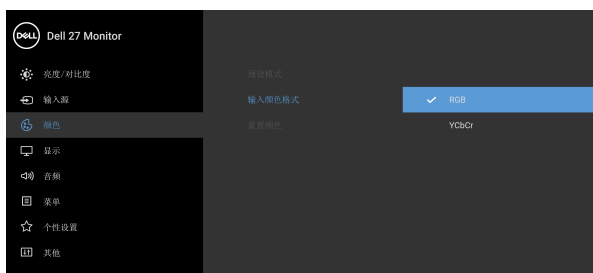 DELL
Dell 27 Monitor
亮度/对比度
输入源
颜色
显示
音频
菜单
个性设置
其他
预设模式
输入颜色格式
重置颜色
RGB
YCbCr